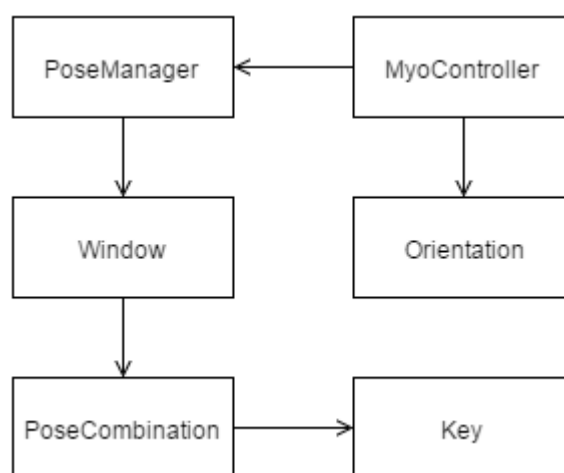 PoseManager
MyoController
Window
Orientation
PoseCombination
Key